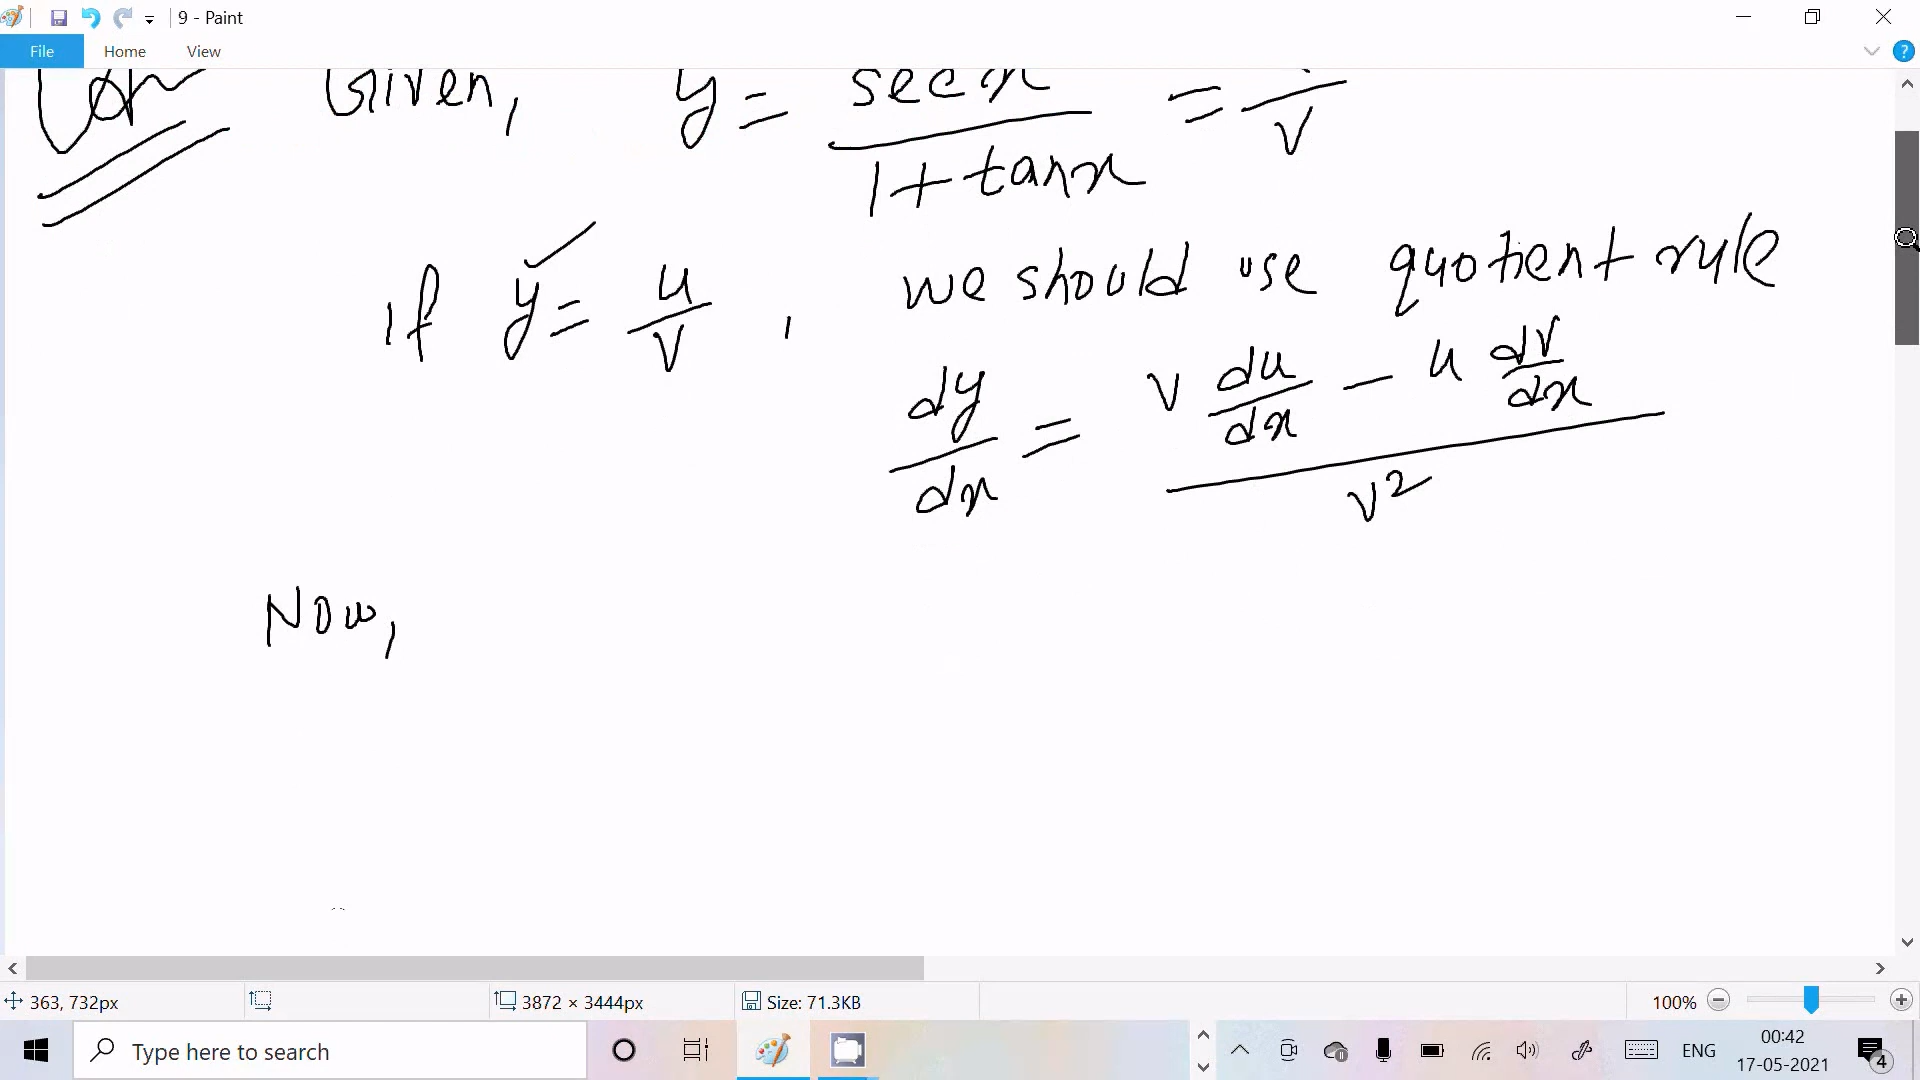 9 - Paint
File Home View
Given, y = secx / 1 + tanx = / v
If y = u / v , we should use quotient rule
dy / dx = v du / dx - u dv / dx / v²
Now,
363, 732px 3872 × 3444px Size: 71.3KB 100%
Type here to search
ENG 00:42 17-05-2021 4